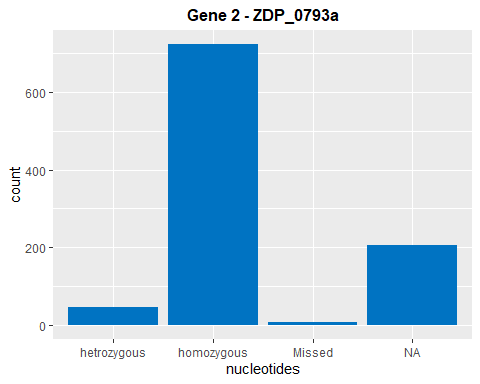 Gene 2 - ZDP_0793a
600
400
200
0
count
hetrozygous homozygous Missed NA
nucleotides